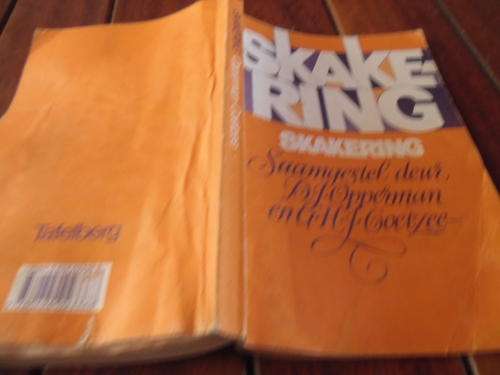 SKAKE-
RING
SKAKERING
Saamgestel deur
D J Opperman
en G H J Coetzee
Tafelberg